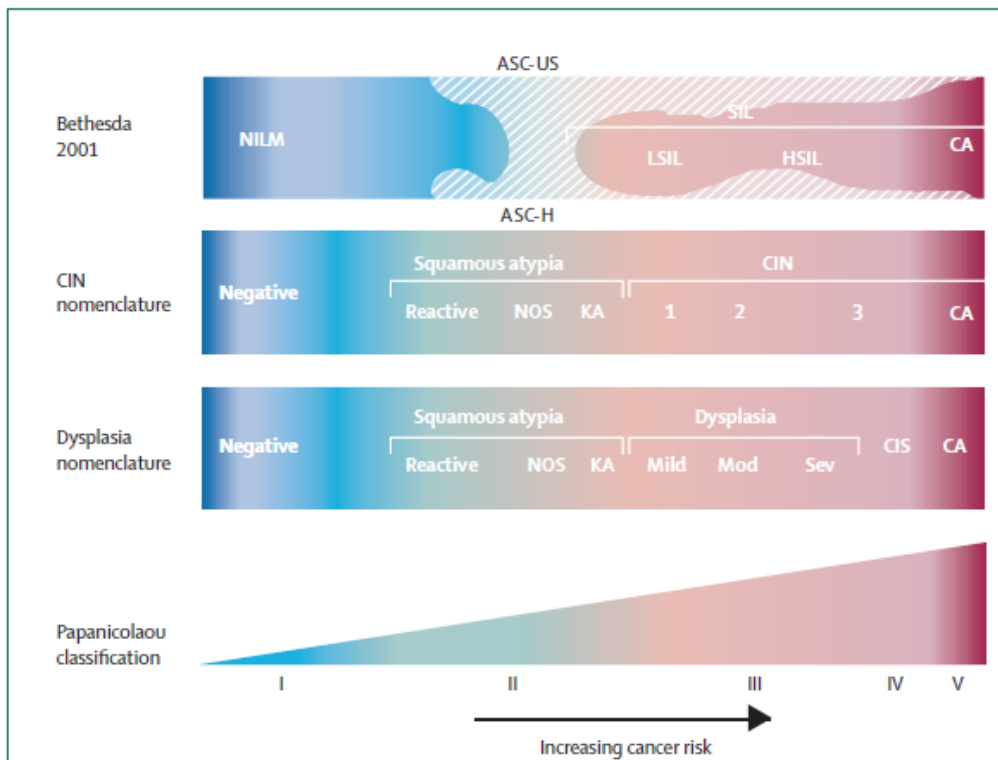 ASC-US
Bethesda
2001
NILM
SIL
LSIL
HSIL
CA
ASC-H
CIN
nomenclature
Negative
Squamous atypia
CIN
Reactive
NOS
KA
1
2
3
CA
Dysplasia
nomenclature
Negative
Squamous atypia
Dysplasia
Reactive
NOS
KA
Mild
Mod
Sev
CIS
CA
Papanicolaou
classification
I
II
III
IV
V
Increasing cancer risk